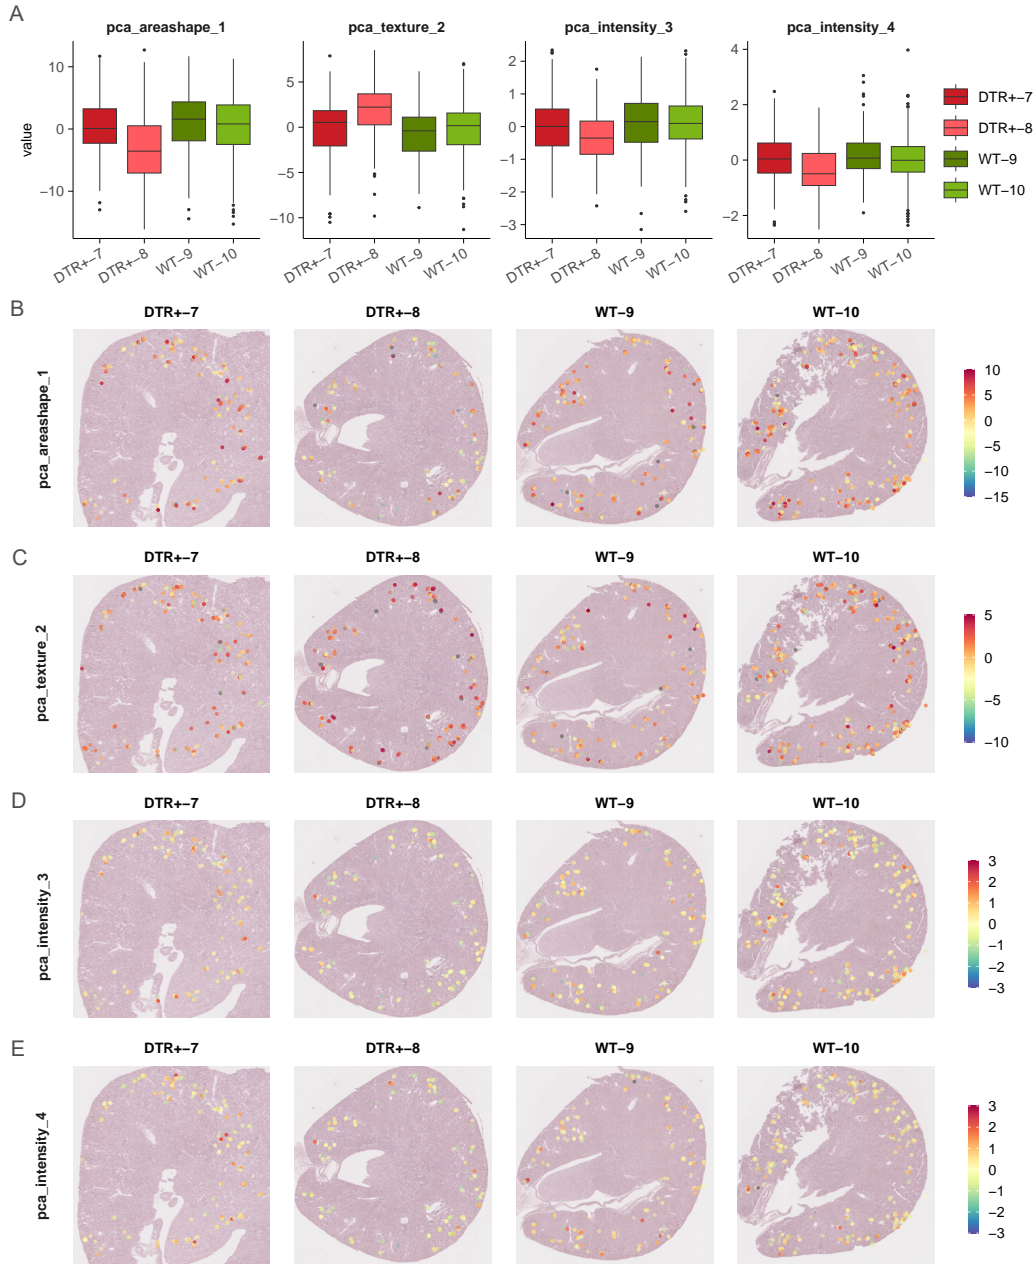 A
pca_areashape_1
pca_texture_2
pca_intensity_3
pca_intensity_4
value
10
0
−10
5
0
−5
−10
2
1
0
−1
−2
−3
4
2
0
−2
DTR+−7
DTR+−8
WT−9
WT−10
DTR+−7
DTR+−8
WT−9
WT−10
DTR+−7
DTR+−8
WT−9
WT−10
DTR+−7
DTR+−8
WT−9
WT−10
DTR+−7
DTR+−8
WT−9
WT−10
B
DTR+−7
DTR+−8
WT−9
WT−10
pca_areashape_1
10
5
0
−5
−10
−15
C
DTR+−7
DTR+−8
WT−9
WT−10
pca_texture_2
5
0
−5
−10
D
DTR+−7
DTR+−8
WT−9
WT−10
pca_intensity_3
3
2
1
0
−1
−2
−3
E
DTR+−7
DTR+−8
WT−9
WT−10
pca_intensity_4
3
2
1
0
−1
−2
−3